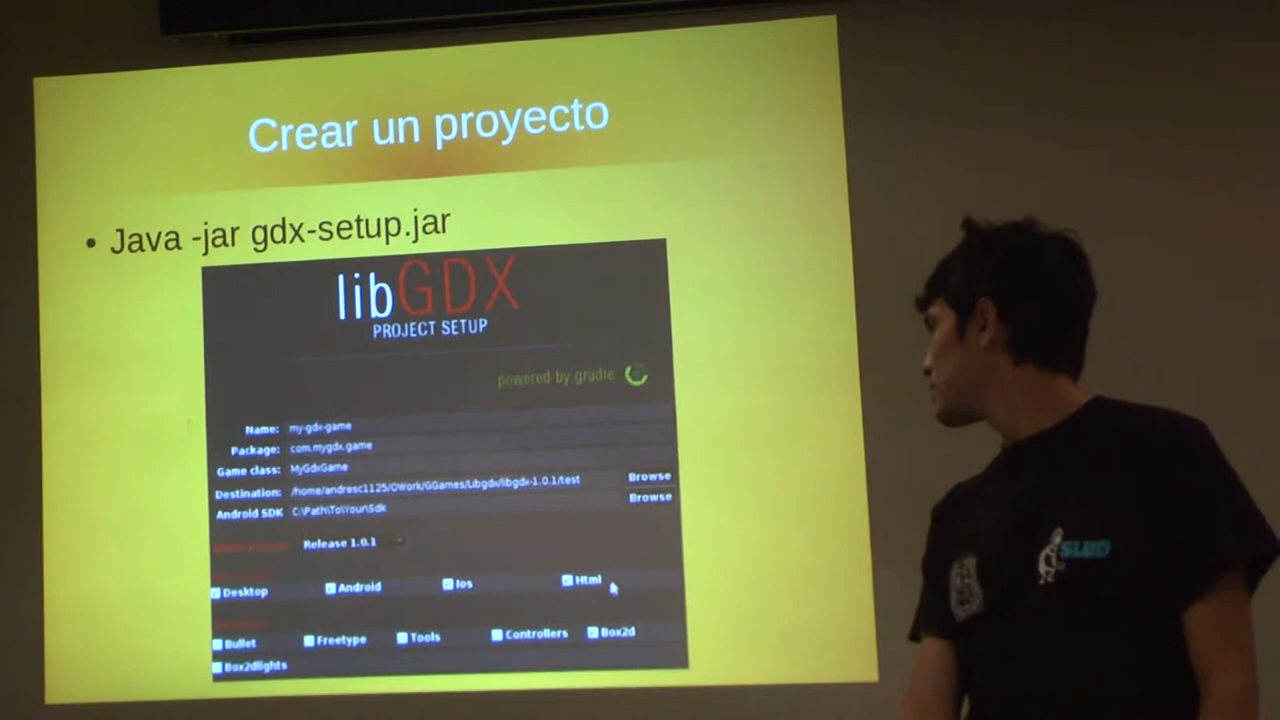 Crear un proyecto
• Java -jar gdx-setup.jar
libGDX
PROJECT SETUP
powered by gradle
Name: my-gdx-game
Package: com.mygdx.game
Game class: MyGdxGame
Destination: /home/andresc1125/OWork/GGames/Libgdx/libgdx-1.0.1/test Browse
Android SDK C:\Path\To\Your\Sdk Browse
Release 1.0.1
Desktop Android Ios Html
Bullet Freetype Tools Controllers Box2d
Box2dlights
SLUD